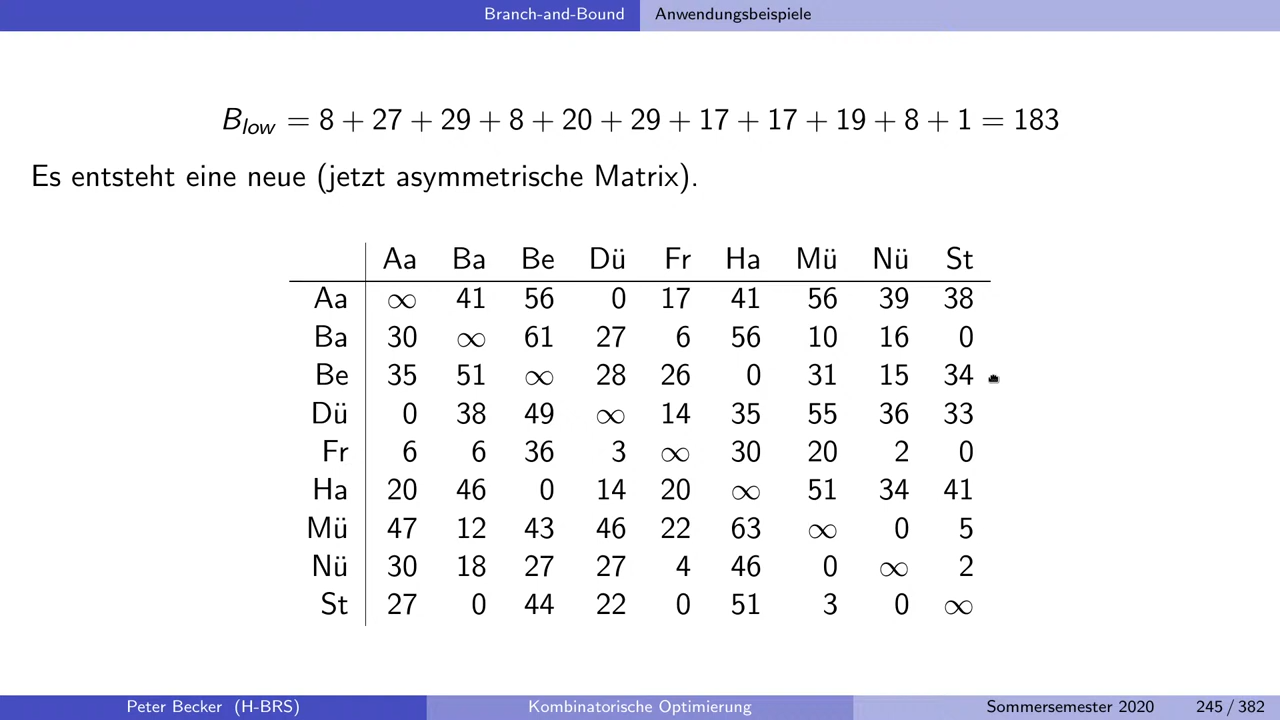 Branch-and-Bound Anwendungsbeispiele
B_low = 8 + 27 + 29 + 8 + 20 + 29 + 17 + 17 + 19 + 8 + 1 = 183
Es entsteht eine neue (jetzt asymmetrische Matrix).
Aa Ba Be Dü Fr Ha Mü Nü St
Aa ∞ 41 56 0 17 41 56 39 38
Ba 30 ∞ 61 27 6 56 10 16 0
Be 35 51 ∞ 28 26 0 31 15 34
Dü 0 38 49 ∞ 14 35 55 36 33
Fr 6 6 36 3 ∞ 30 20 2 0
Ha 20 46 0 14 20 ∞ 51 34 41
Mü 47 12 43 46 22 63 ∞ 0 5
Nü 30 18 27 27 4 46 0 ∞ 2
St 27 0 44 22 0 51 3 0 ∞
Peter Becker (H-BRS) Kombinatorische Optimierung Sommersemester 2020 245 / 382